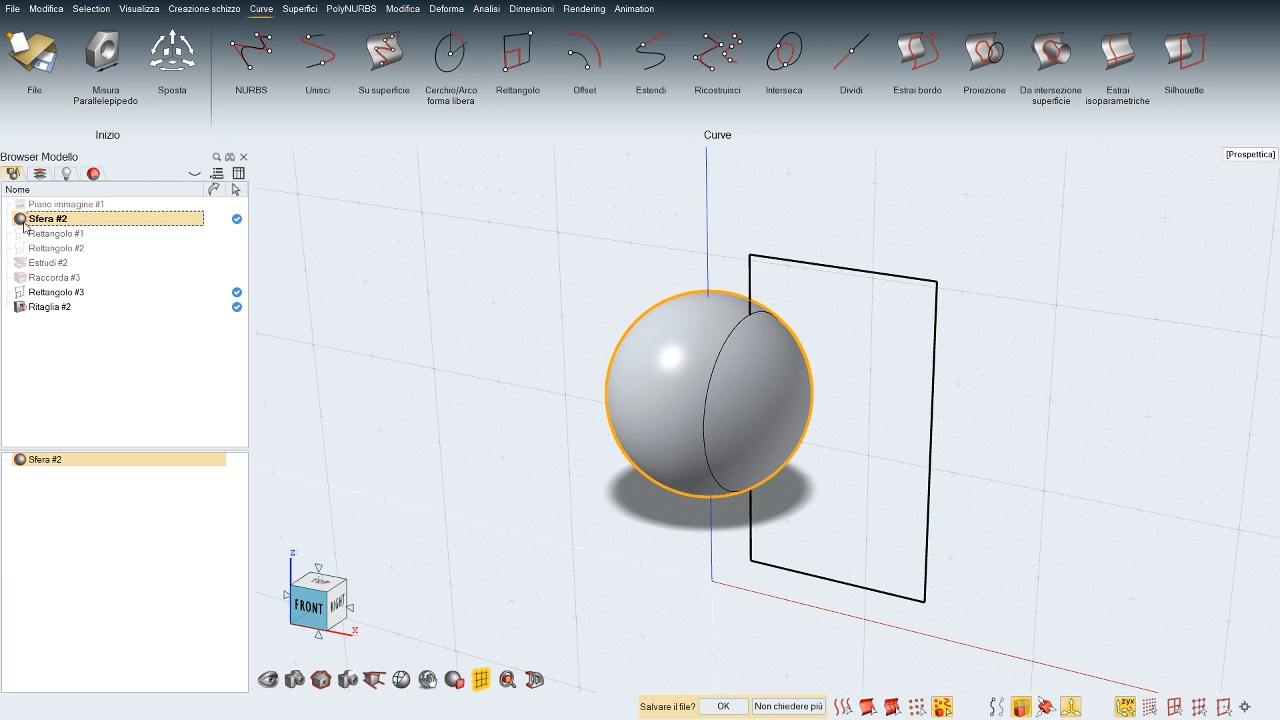 File Modifica Selection Visualizza Creazione schizzo Curve Superfici PolyNURBS Modifica Deforma Analisi Dimensioni Rendering Animation
File
Misura Parallelepipedo
Sposta
NURBS
Unisci
Su superficie
Cerchio/Arco forma libera
Rettangolo
Offset
Estendi
Ricostruisci
Interseca
Dividi
Estrai bordo
Proiezione
Da intersezione superficie
Estrai isoparametriche
Silhouette
Inizio
Curve
Browser Modello
[Prospettica]
Nome
Piano immagine #1
Sfera #2
Rettangolo #1
Rettangolo #2
Estrudi #2
Raccorda #3
Rettangolo #3
Ritaglia #2
Sfera #2
z
TOP
FRONT
RIGHT
x
Salvare il file? OK Non chiedere più
zyx